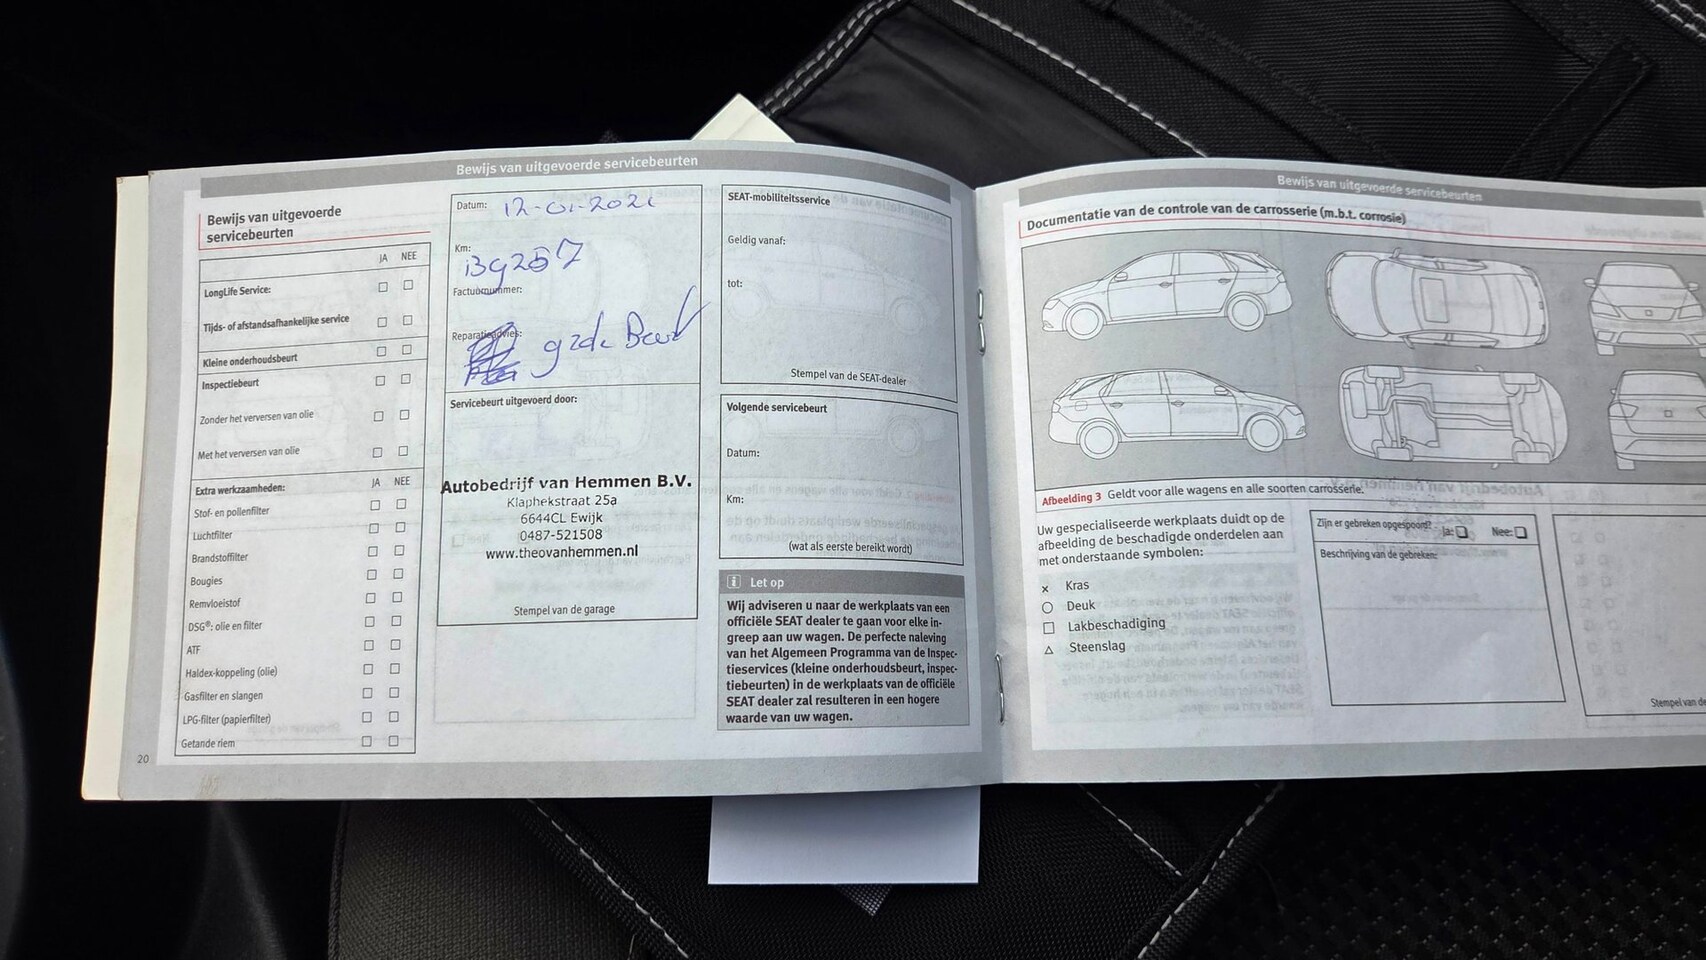 Bewijs van uitgevoerde servicebeurten
Bewijs van uitgevoerde
servicebeurten
JA NEE
LongLife Service:
Tijds- of afstandsafhankelijke service
Kleine onderhoudsbeurt
Inspectiebeurt
Zonder het verversen van olie
Met het verversen van olie
Extra werkzaamheden: JA NEE
Stof- en pollenfilter
Luchtfilter
Brandstoffilter
Bougies
Remvloeistof
DSG®: olie en filter
ATF
Haldex-koppeling (olie)
Gasfilter en slangen
LPG-filter (papierfilter)
Getande riem
20
Datum: 12-01-2021
Km:
139207
Factuurnummer:
Reparatieadvies:
Servicebeurt uitgevoerd door:
Autobedrijf van Hemmen B.V.
Klaphekstraat 25a
6644CL Ewijk
0487-521508
www.theovanhemmen.nl
Stempel van de garage
SEAT-mobiliteitsservice
Geldig vanaf:
tot:
Stempel van de SEAT-dealer
Volgende servicebeurt
Datum:
Km:
(wat als eerste bereikt wordt)
i Let op
Wij adviseren u naar de werkplaats van een
officiële SEAT dealer te gaan voor elke in-
greep aan uw wagen. De perfecte naleving
van het Algemeen Programma van de Inspec-
tieservices (kleine onderhoudsbeurt, inspec-
tiebeurten) in de werkplaats van de officiële
SEAT dealer zal resulteren in een hogere
waarde van uw wagen.
Bewijs van uitgevoerde servicebeurten
Documentatie van de controle van de carrosserie (m.b.t. corrosie)
Afbeelding 3 Geldt voor alle wagens en alle soorten carrosserie.
Uw gespecialiseerde werkplaats duidt op de
afbeelding de beschadigde onderdelen aan
met onderstaande symbolen:
x Kras
○ Deuk
□ Lakbeschadiging
△ Steenslag
Zijn er gebreken opgespoord? Ja: Nee:
Beschrijving van de gebreken:
Stempel van de